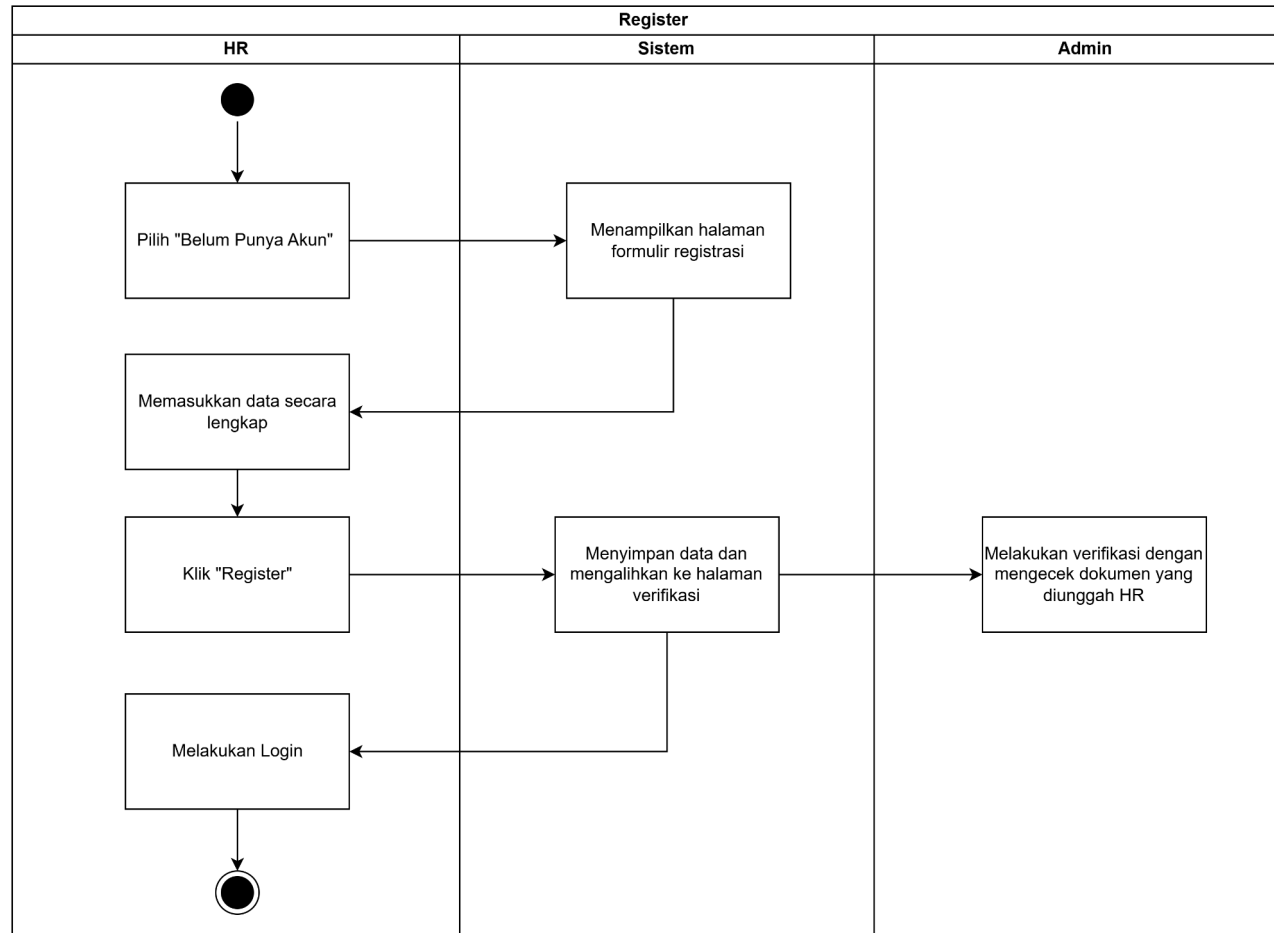 Register
HR
Sistem
Admin
Pilih "Belum Punya Akun"
Menampilkan halaman
formulir registrasi
Memasukkan data secara
lengkap
Klik "Register"
Menyimpan data dan
mengalihkan ke halaman
verifikasi
Melakukan verifikasi dengan
mengecek dokumen yang
diunggah HR
Melakukan Login